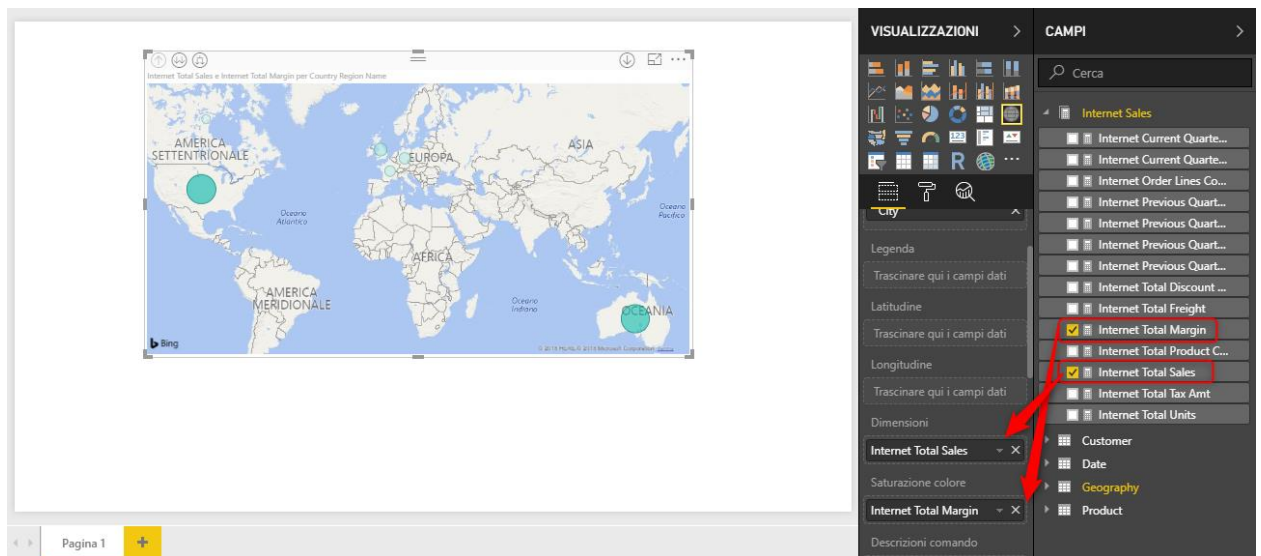 Internet Total Sales e Internet Total Margin per Country Region Name
AMERICA
SETTENTRIONALE
EUROPA
ASIA
Oceano
Atlantico
Oceano
Pacifico
AFRICA
AMERICA
MERIDIONALE
Oceano
Indiano
OCEANIA
Bing
Pagina 1
VISUALIZZAZIONI
123
R
City
Legenda
Trascinare qui i campi dati
Latitudine
Trascinare qui i campi dati
Longitudine
Trascinare qui i campi dati
Dimensioni
Internet Total Sales
Saturazione colore
Internet Total Margin
Descrizioni comando
CAMPI
Cerca
Internet Sales
Internet Current Quarte...
Internet Current Quarte...
Internet Order Lines Co...
Internet Previous Quart...
Internet Previous Quart...
Internet Previous Quart...
Internet Previous Quart...
Internet Total Discount ...
Internet Total Freight
Internet Total Margin
Internet Total Product C...
Internet Total Sales
Internet Total Tax Amt
Internet Total Units
Customer
Date
Geography
Product